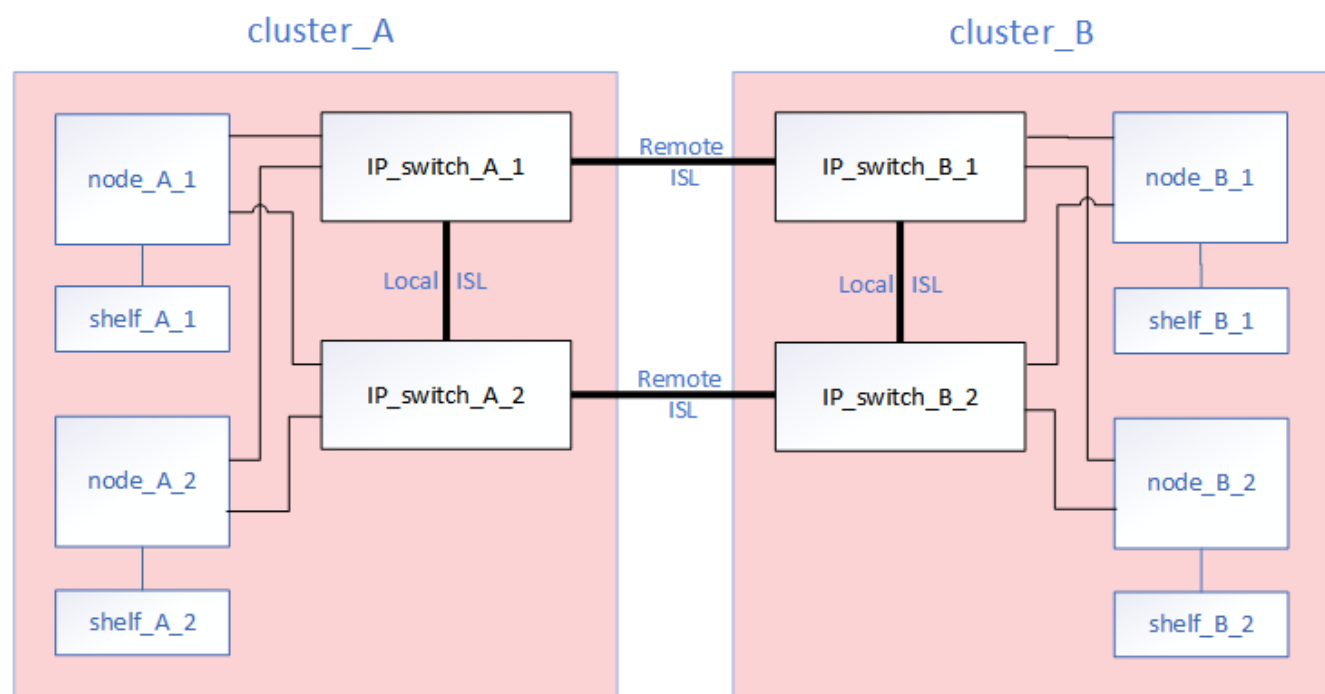 cluster_A
cluster_B
node_A_1
IP_switch_A_1
Remote
ISL
IP_switch_B_1
node_B_1
shelf_A_1
Local ISL
Local ISL
shelf_B_1
node_A_2
IP_switch_A_2
Remote
ISL
IP_switch_B_2
node_B_2
shelf_A_2
shelf_B_2